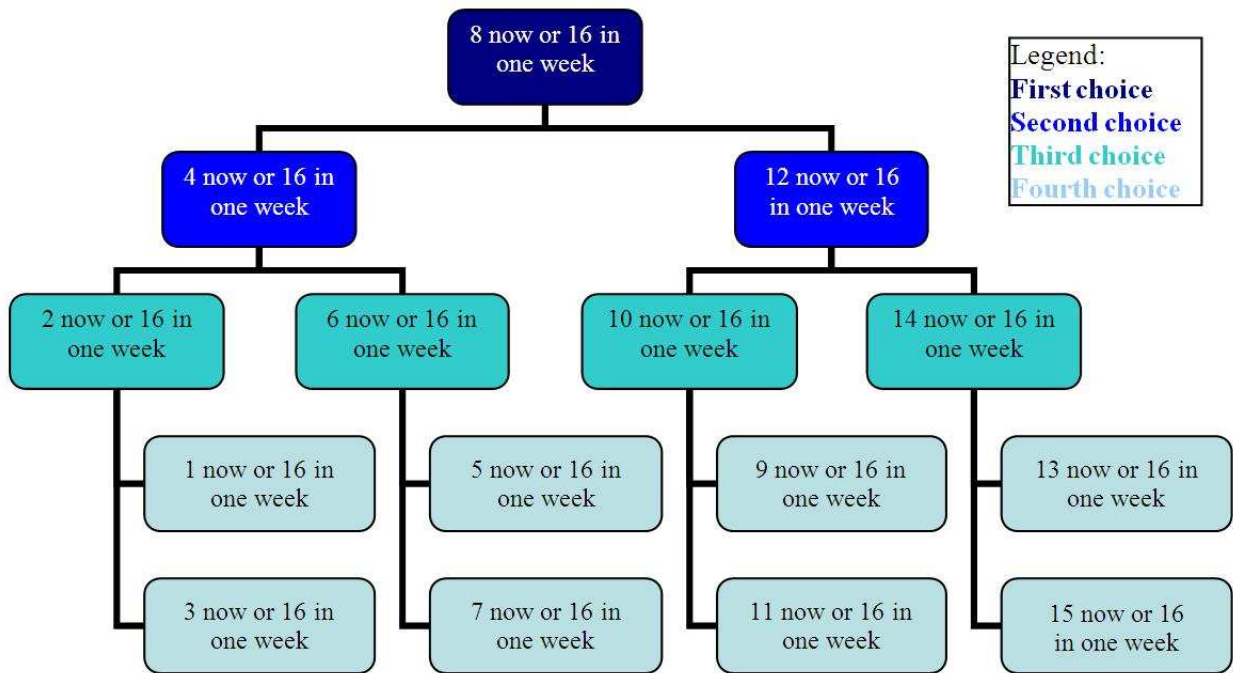 8 now or 16 in
one week
Legend:
First choice
Second choice
Third choice
Fourth choice
4 now or 16 in
one week
12 now or 16
in one week
2 now or 16 in
one week
6 now or 16 in
one week
10 now or 16 in
one week
14 now or 16 in
one week
1 now or 16 in
one week
5 now or 16 in
one week
9 now or 16 in
one week
13 now or 16 in
one week
3 now or 16 in
one week
7 now or 16 in
one week
11 now or 16 in
one week
15 now or 16
in one week